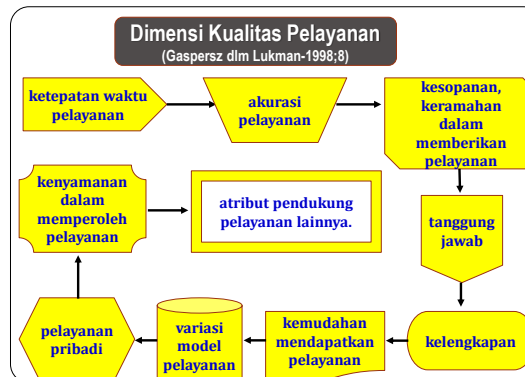 Dimensi Kualitas Pelayanan
(Gaspersz dlm Lukman-1998;8)
ketepatan waktu
pelayanan
akurasi
pelayanan
kesopanan,
keramahan
dalam
memberikan
pelayanan
tanggung
jawab
kelengkapan
kemudahan
mendapatkan
pelayanan
variasi
model
pelayanan
pelayanan
pribadi
kenyamanan
dalam
memperoleh
pelayanan
atribut pendukung
pelayanan lainnya.